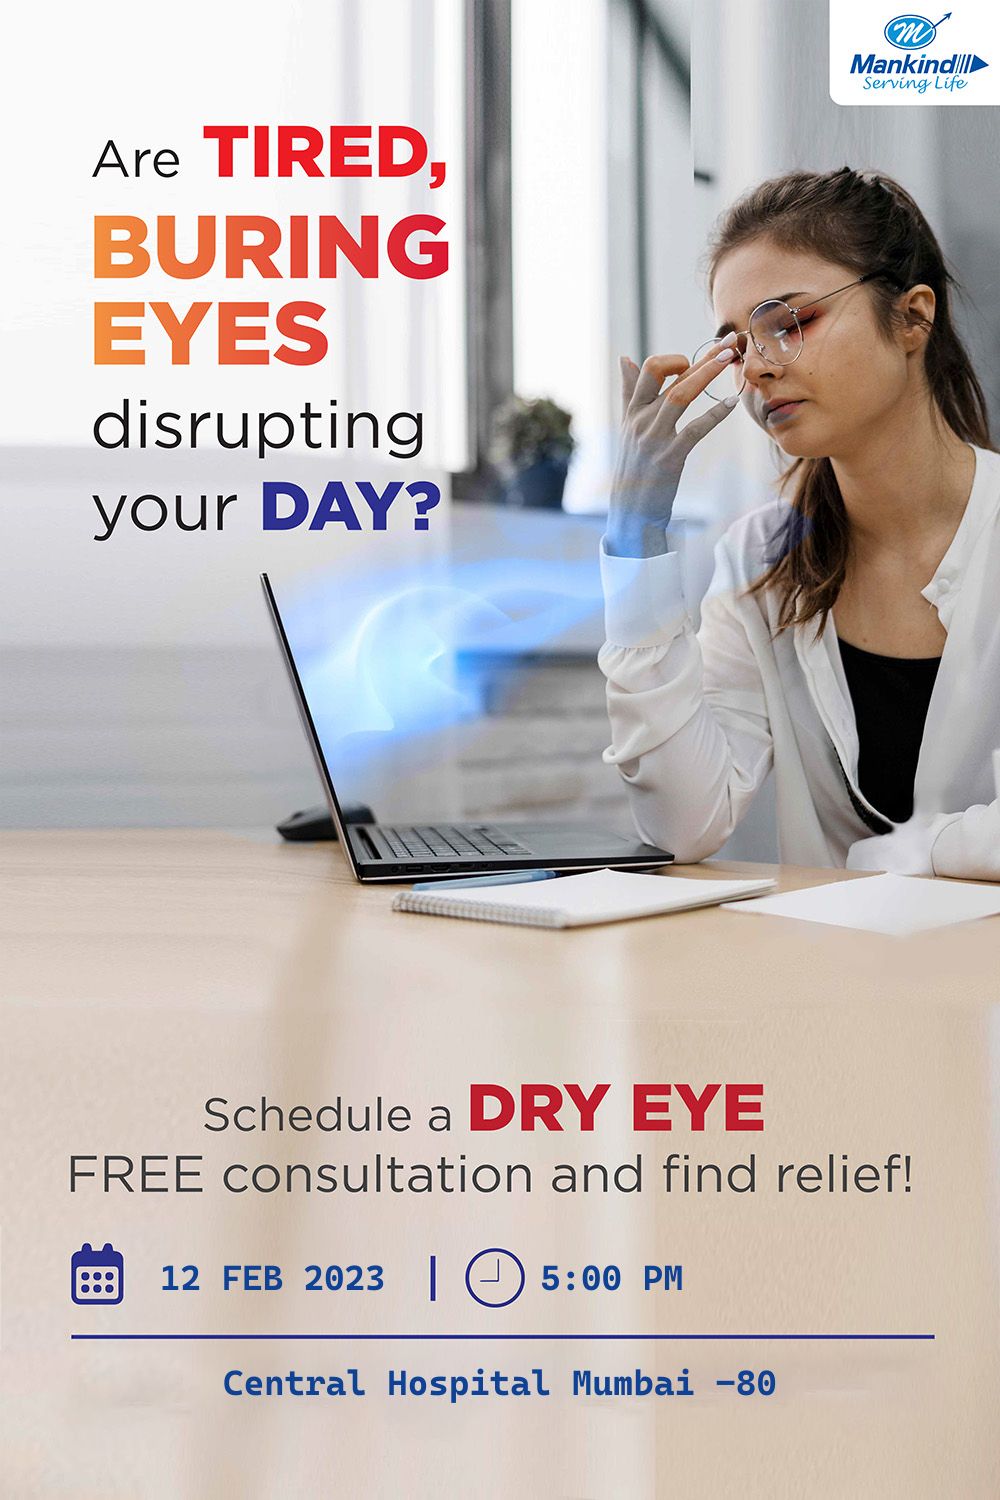 Mankind
Serving Life
Are TIRED,
BURING
EYES
disrupting
your DAY?
Schedule a DRY EYE
FREE consultation and find relief!
12 FEB 2023 | 5:00 PM
Central Hospital Mumbai -80